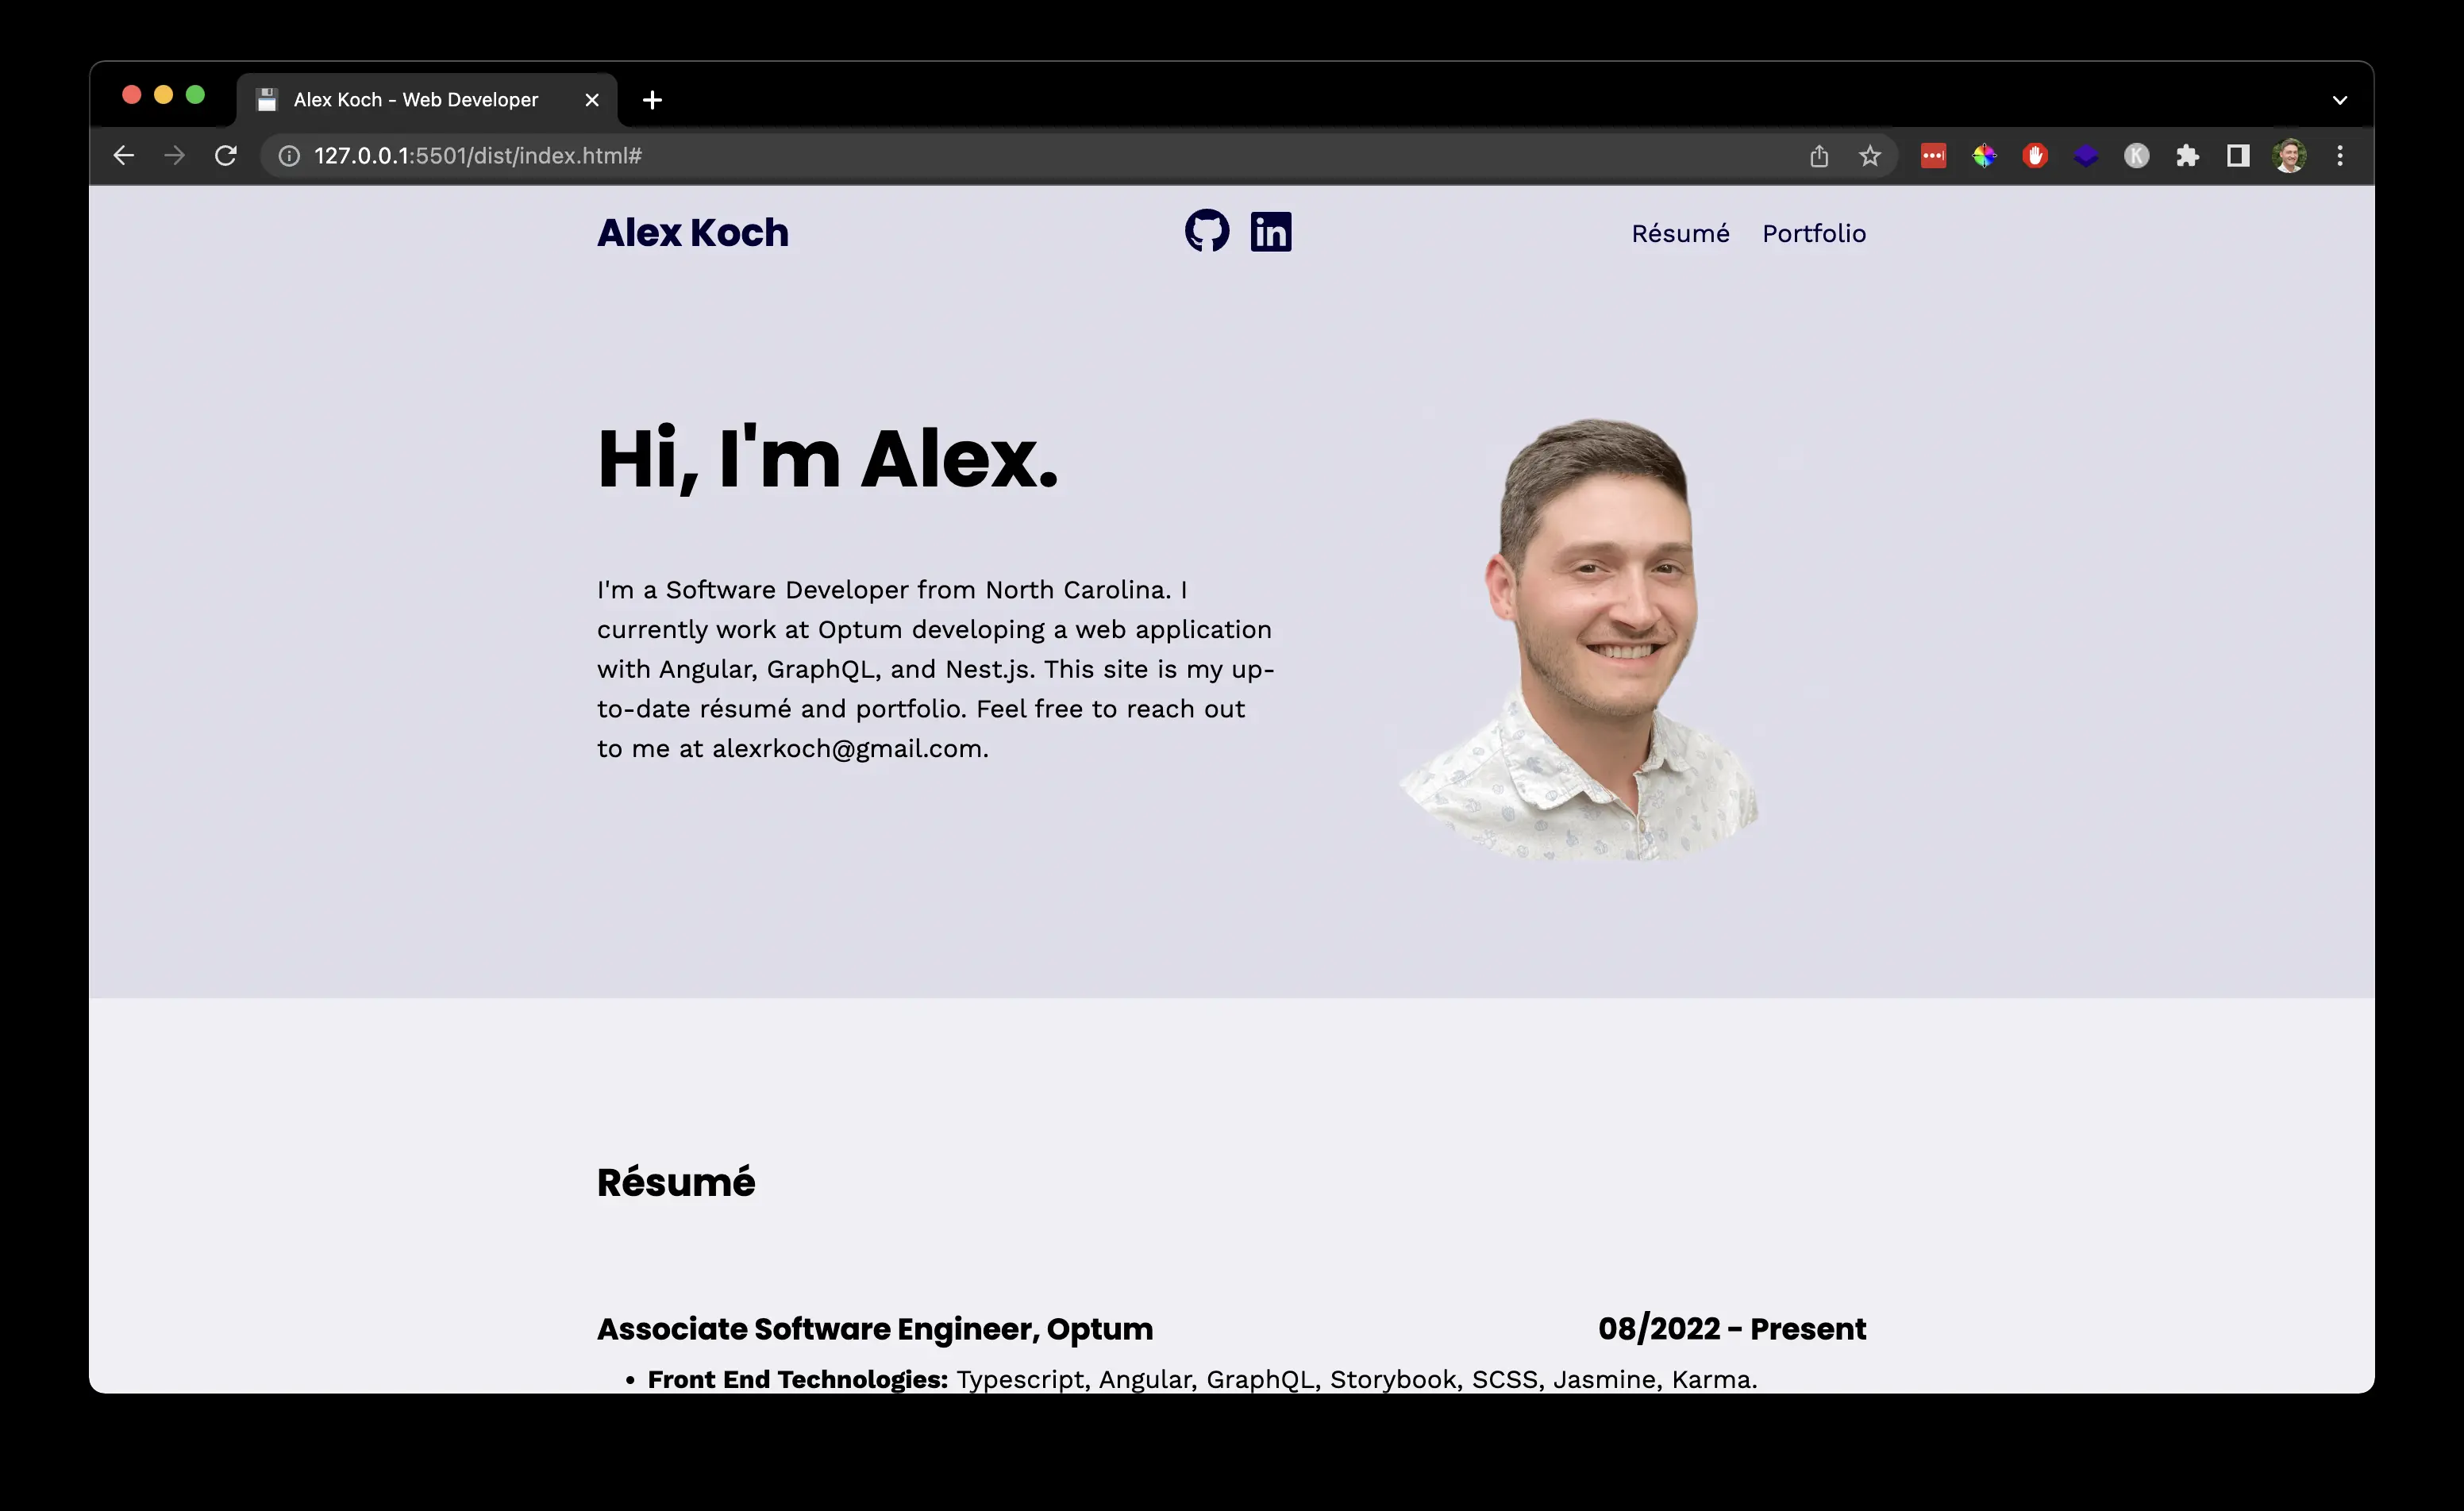 Alex Koch - Web Developer
127.0.0.1:5501/dist/index.html#
K
Alex Koch
in
Résumé Portfolio
Hi, I'm Alex.
I'm a Software Developer from North Carolina. I
currently work at Optum developing a web application
with Angular, GraphQL, and Nest.js. This site is my up-
to-date résumé and portfolio. Feel free to reach out
to me at alexrkoch@gmail.com.
Résumé
Associate Software Engineer, Optum 08/2022 – Present
• Front End Technologies: Typescript, Angular, GraphQL, Storybook, SCSS, Jasmine, Karma.